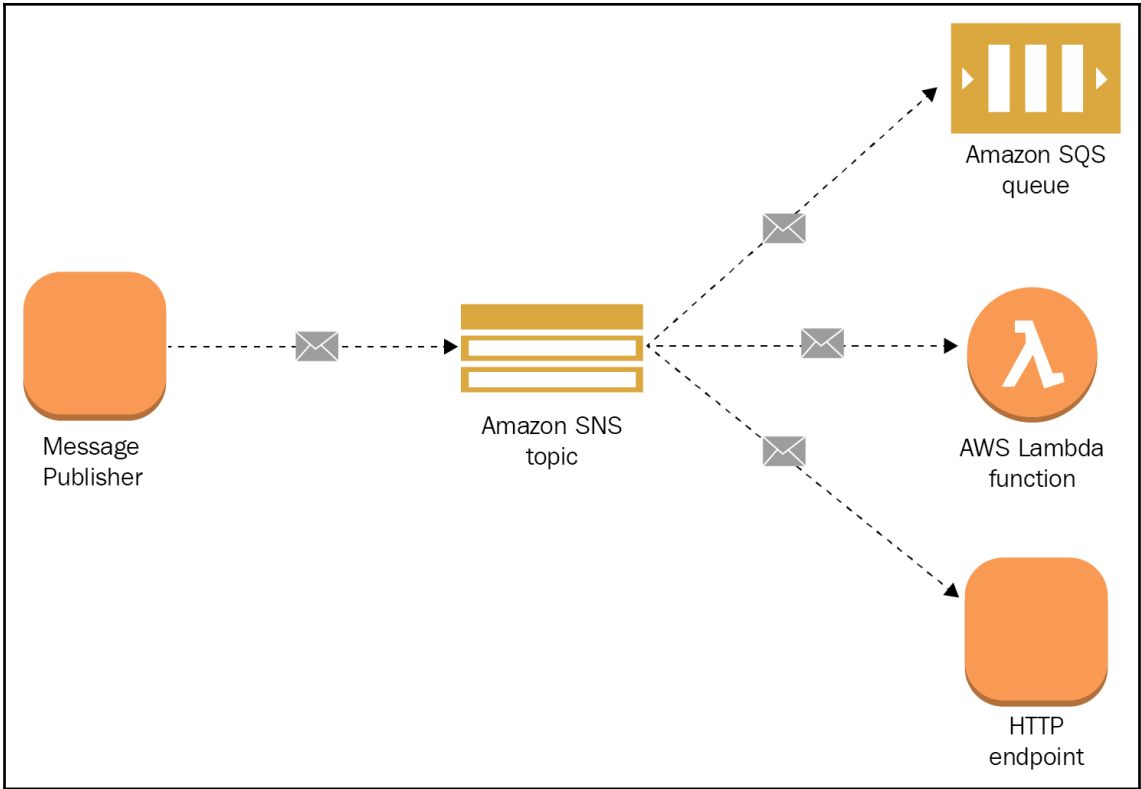 Message
Publisher
Amazon SNS
topic
Amazon SQS
queue
AWS Lambda
function
HTTP
endpoint